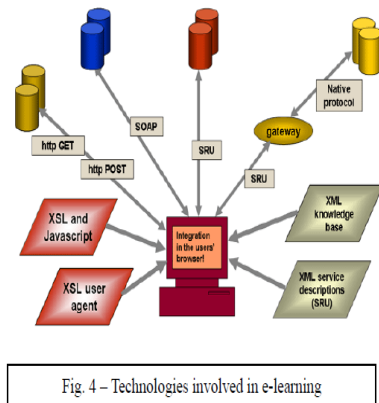 Native
protocol
SOAP
gateway
http GET
SRU
http POST
SRU
XSL and
Javascript
Integration
in the users'
browser!
XML
knowledge
base
XSL user
agent
XML service
descriptions
(SRU)
Fig. 4 – Technologies involved in e-learning